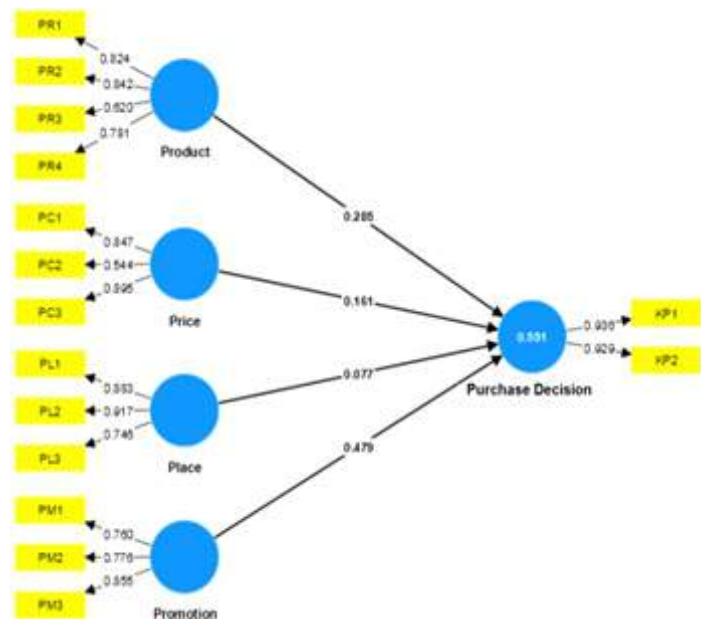 PR1
0.824
PR2
0.842
PR3
0.620
PR4
0.781
Product
0.285
PC1
0.847
PC2
0.544
PC3
0.895
Price
0.161
0.551
KP1
0.936
0.929
KP2
Purchase Decision
PL1
0.883
PL2
0.917
PL3
0.746
Place
0.077
0.479
PM1
0.760
PM2
0.776
PM3
0.855
Promotion